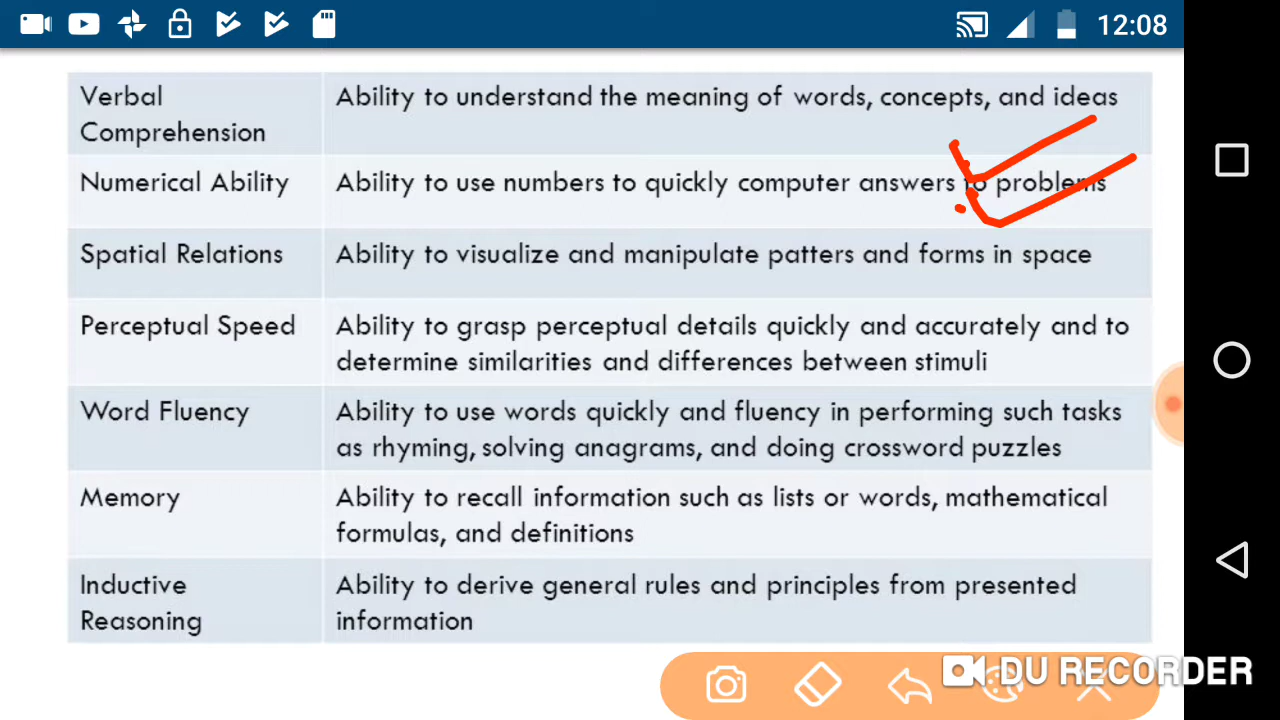 12:08
Verbal
Comprehension
Ability to understand the meaning of words, concepts, and ideas
Numerical Ability
Ability to use numbers to quickly computer answers to problems
Spatial Relations
Ability to visualize and manipulate patters and forms in space
Perceptual Speed
Ability to grasp perceptual details quickly and accurately and to
determine similarities and differences between stimuli
Word Fluency
Ability to use words quickly and fluency in performing such tasks
as rhyming, solving anagrams, and doing crossword puzzles
Memory
Ability to recall information such as lists or words, mathematical
formulas, and definitions
Inductive
Reasoning
Ability to derive general rules and principles from presented
information
DU RECORDER